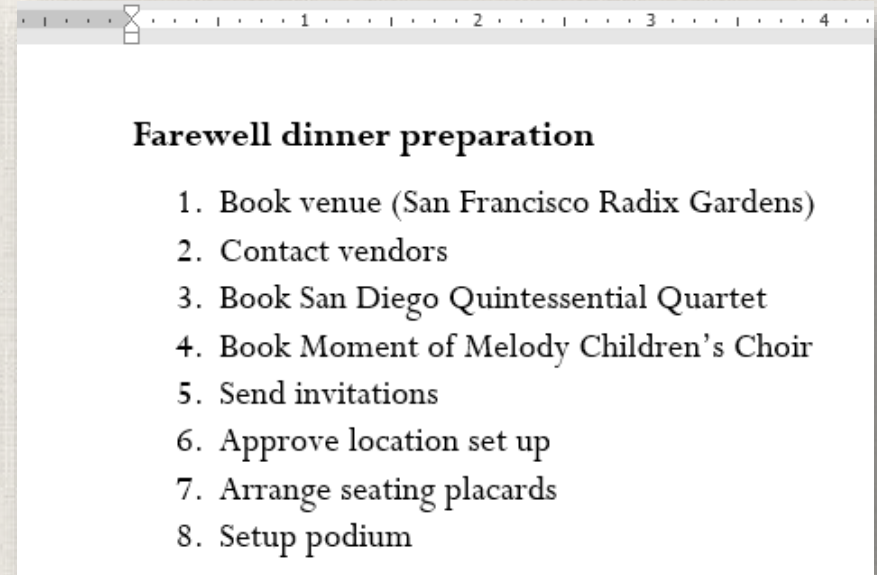 1 2 3 4
Farewell dinner preparation
1. Book venue (San Francisco Radix Gardens)
2. Contact vendors
3. Book San Diego Quintessential Quartet
4. Book Moment of Melody Children’s Choir
5. Send invitations
6. Approve location set up
7. Arrange seating placards
8. Setup podium